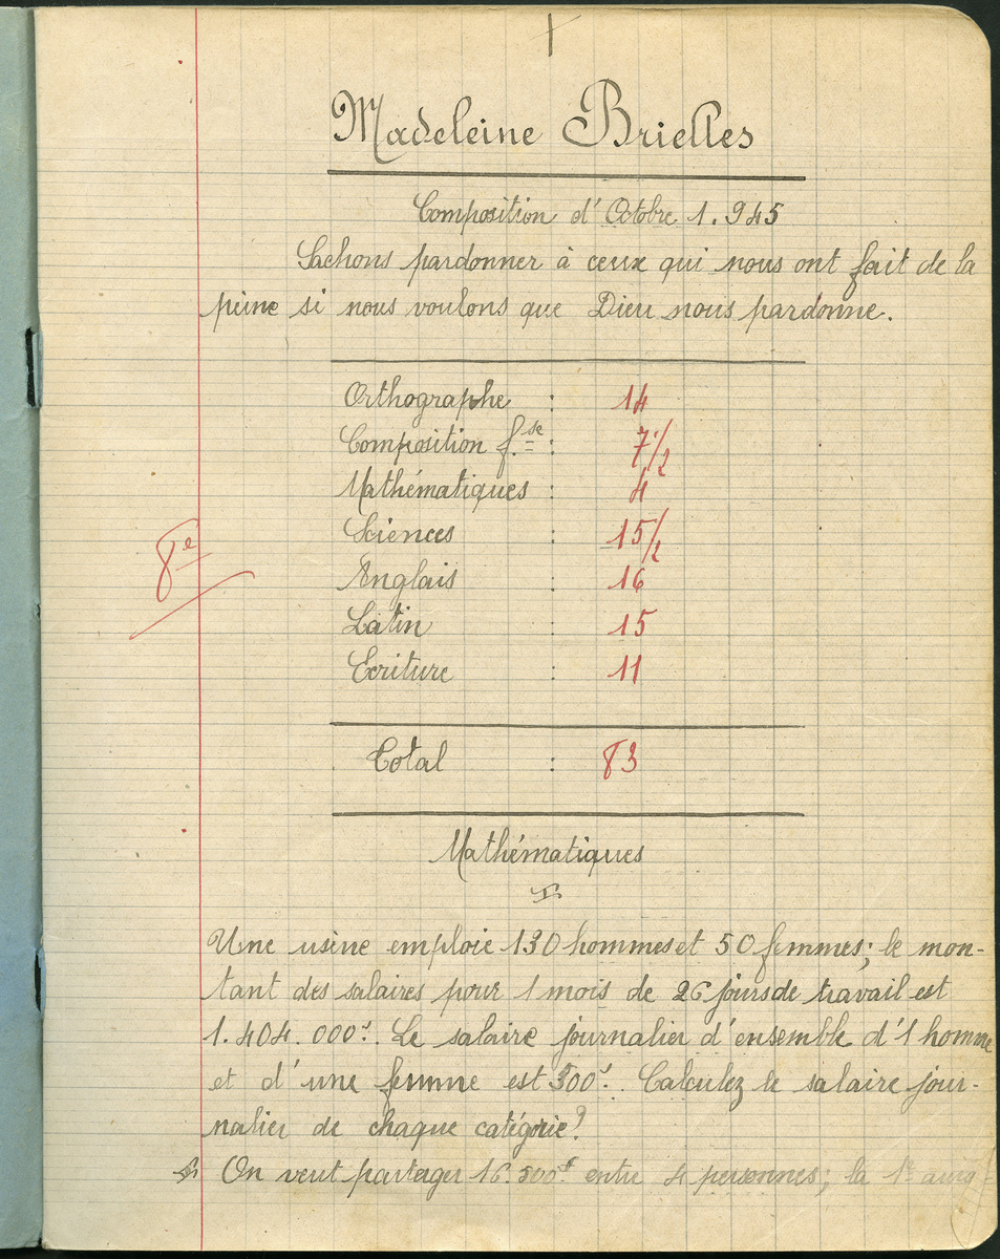 Madeleine Brielles
Composition d'Octobre 1.945
Sachons pardonner à ceux qui nous ont fait de la
peine si nous voulons que Dieu nous pardonne.
Orthographe : 14
Composition f.se : 7 1/2
Mathématiques : 4
Sciences : 15 1/2
Anglais : 16
Latin : 15
Ecriture : 11
8e
Total : 83
Mathématiques
I
Une usine emploie 130 hommes et 50 femmes; le mon-
tant des salaires pour 1 mois de 26 jours de travail est
1.404.000f. Le salaire journalier d'ensemble d'1 homme
et d'une femme est 500f. Calculez le salaire jour-
nalier de chaque catégorie?
On veut partager 16.500f entre 4 personnes; la 1re aura